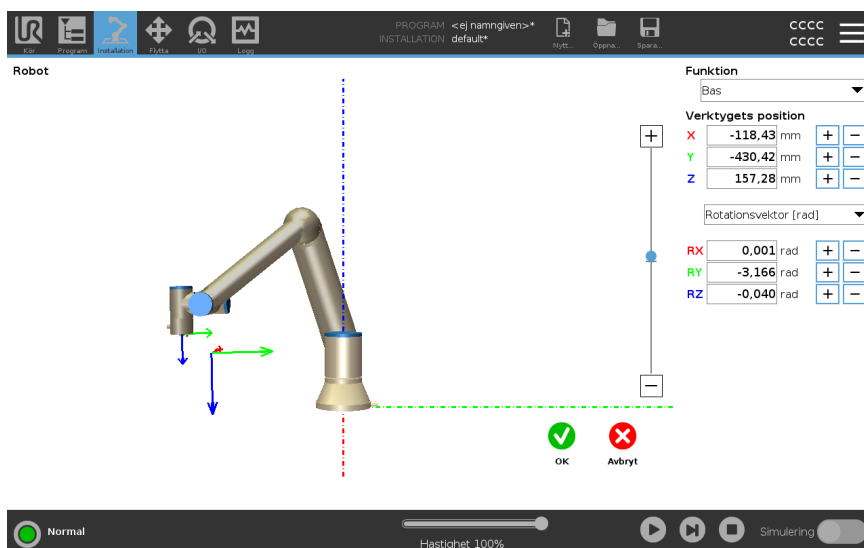 UR
PROGRAM <ej namngiven>*
INSTALLATION default*
CCCC
CCCC
Kör Program Installation Flytta I/O Logg Nytt... Öppna... Spara...
Robot
Funktion
Bas
Verktygets position
X -118,43 mm + −
Y -430,42 mm + −
Z 157,28 mm + −
Rotationsvektor [rad]
RX 0,001 rad + −
RY -3,166 rad + −
RZ -0,040 rad + −
+
−
OK Avbryt
Normal
Hastighet 100%
Simulering